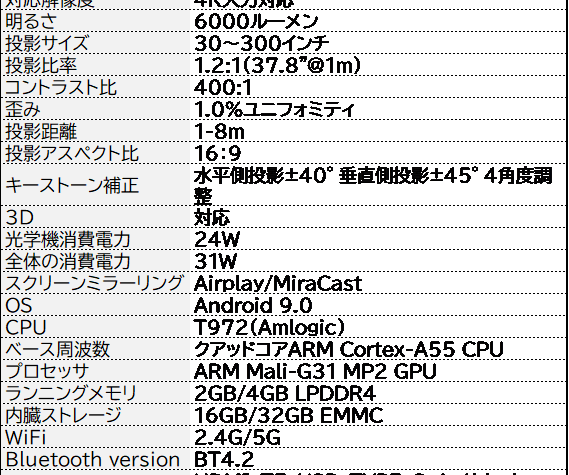 対応解像度 4K入力対応
明るさ 6000ルーメン
投影サイズ 30～300インチ
投影比率 1.2:1(37.8”@1m)
コントラスト比 400:1
歪み 1.0%ユニフォミティ
投影距離 1-8m
投影アスペクト比 16：9
キーストーン補正 水平側投影±40°垂直側投影±45°4角度調
整
3D 対応
光学機消費電力 24W
全体の消費電力 31W
スクリーンミラーリング Airplay/MiraCast
OS Android 9.0
CPU T972(Amlogic)
ベース周波数 クアッドコアARM Cortex-A55 CPU
プロセッサ ARM Mali-G31 MP2 GPU
ランニングメモリ 2GB/4GB LPDDR4
内臓ストレージ 16GB/32GB EMMC
WiFi 2.4G/5G
Bluetooth version BT4.2